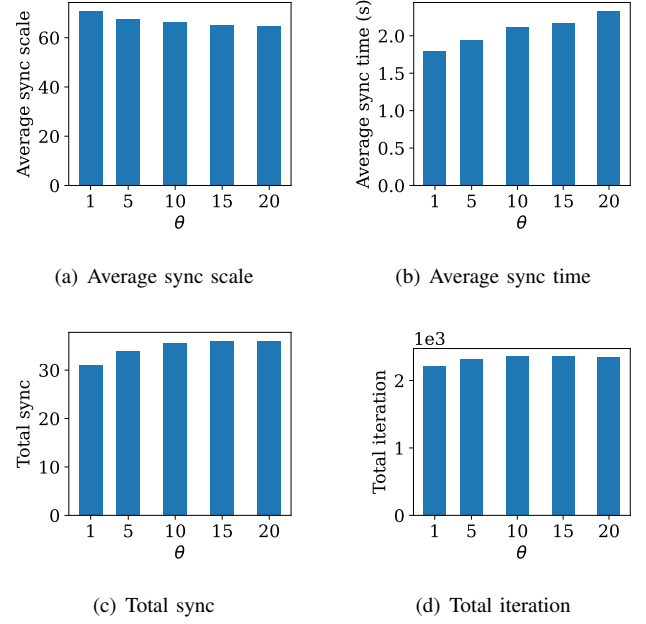 Average sync scale
60
40
20
0
1 5 10 15 20
θ
(a) Average sync scale
Average sync time (s)
2.0
1.5
1.0
0.5
0.0
1 5 10 15 20
θ
(b) Average sync time
Total sync
30
20
10
0
1 5 10 15 20
θ
(c) Total sync
1e3
Total iteration
2
1
0
1 5 10 15 20
θ
(d) Total iteration